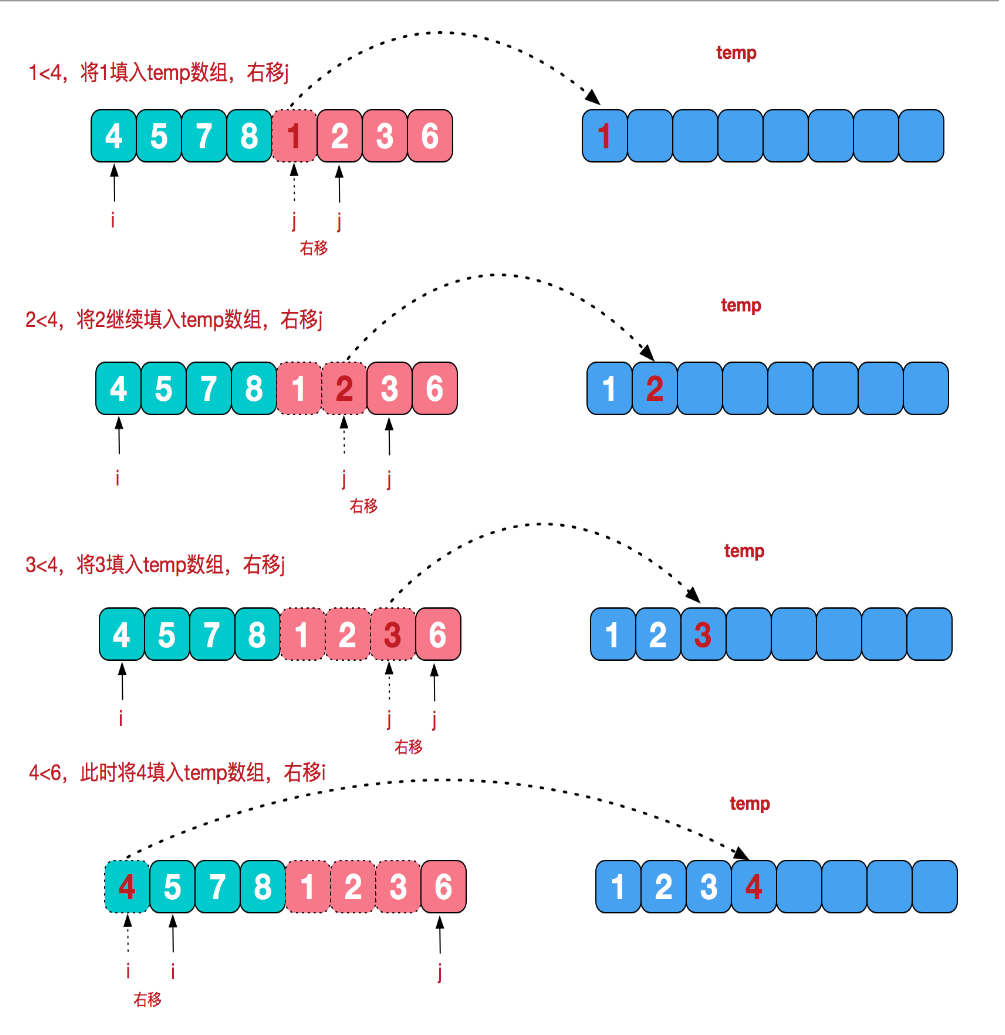 temp
1<4，将1填入temp数组，右移j
4 5 7 8 1 2 3 6
1
i j j
右移
temp
2<4，将2继续填入temp数组，右移j
4 5 7 8 1 2 3 6
1 2
i j j
右移
temp
3<4，将3填入temp数组，右移j
4 5 7 8 1 2 3 6
1 2 3
i j j
右移
4<6，此时将4填入temp数组，右移i
temp
4 5 7 8 1 2 3 6
1 2 3 4
i i j
右移